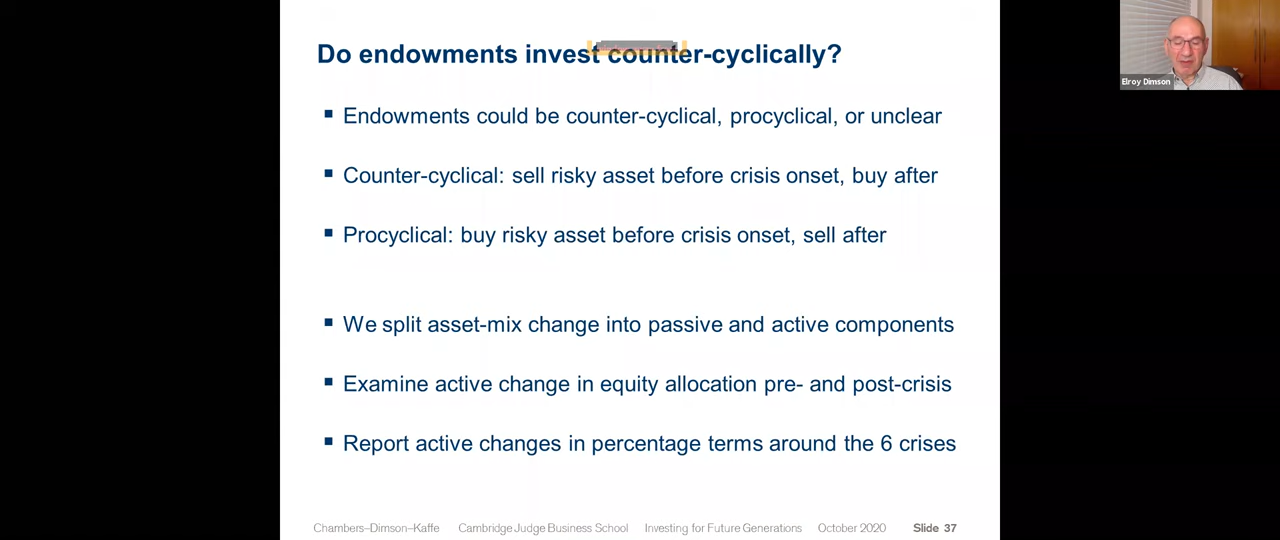 Do endowments invest counter-cyclically?
▪ Endowments could be counter-cyclical, procyclical, or unclear
▪ Counter-cyclical: sell risky asset before crisis onset, buy after
▪ Procyclical: buy risky asset before crisis onset, sell after
▪ We split asset-mix change into passive and active components
▪ Examine active change in equity allocation pre- and post-crisis
▪ Report active changes in percentage terms around the 6 crises
Chambers–Dimson–Kaffe Cambridge Judge Business School Investing for Future Generations October 2020 Slide 37
Elroy Dimson